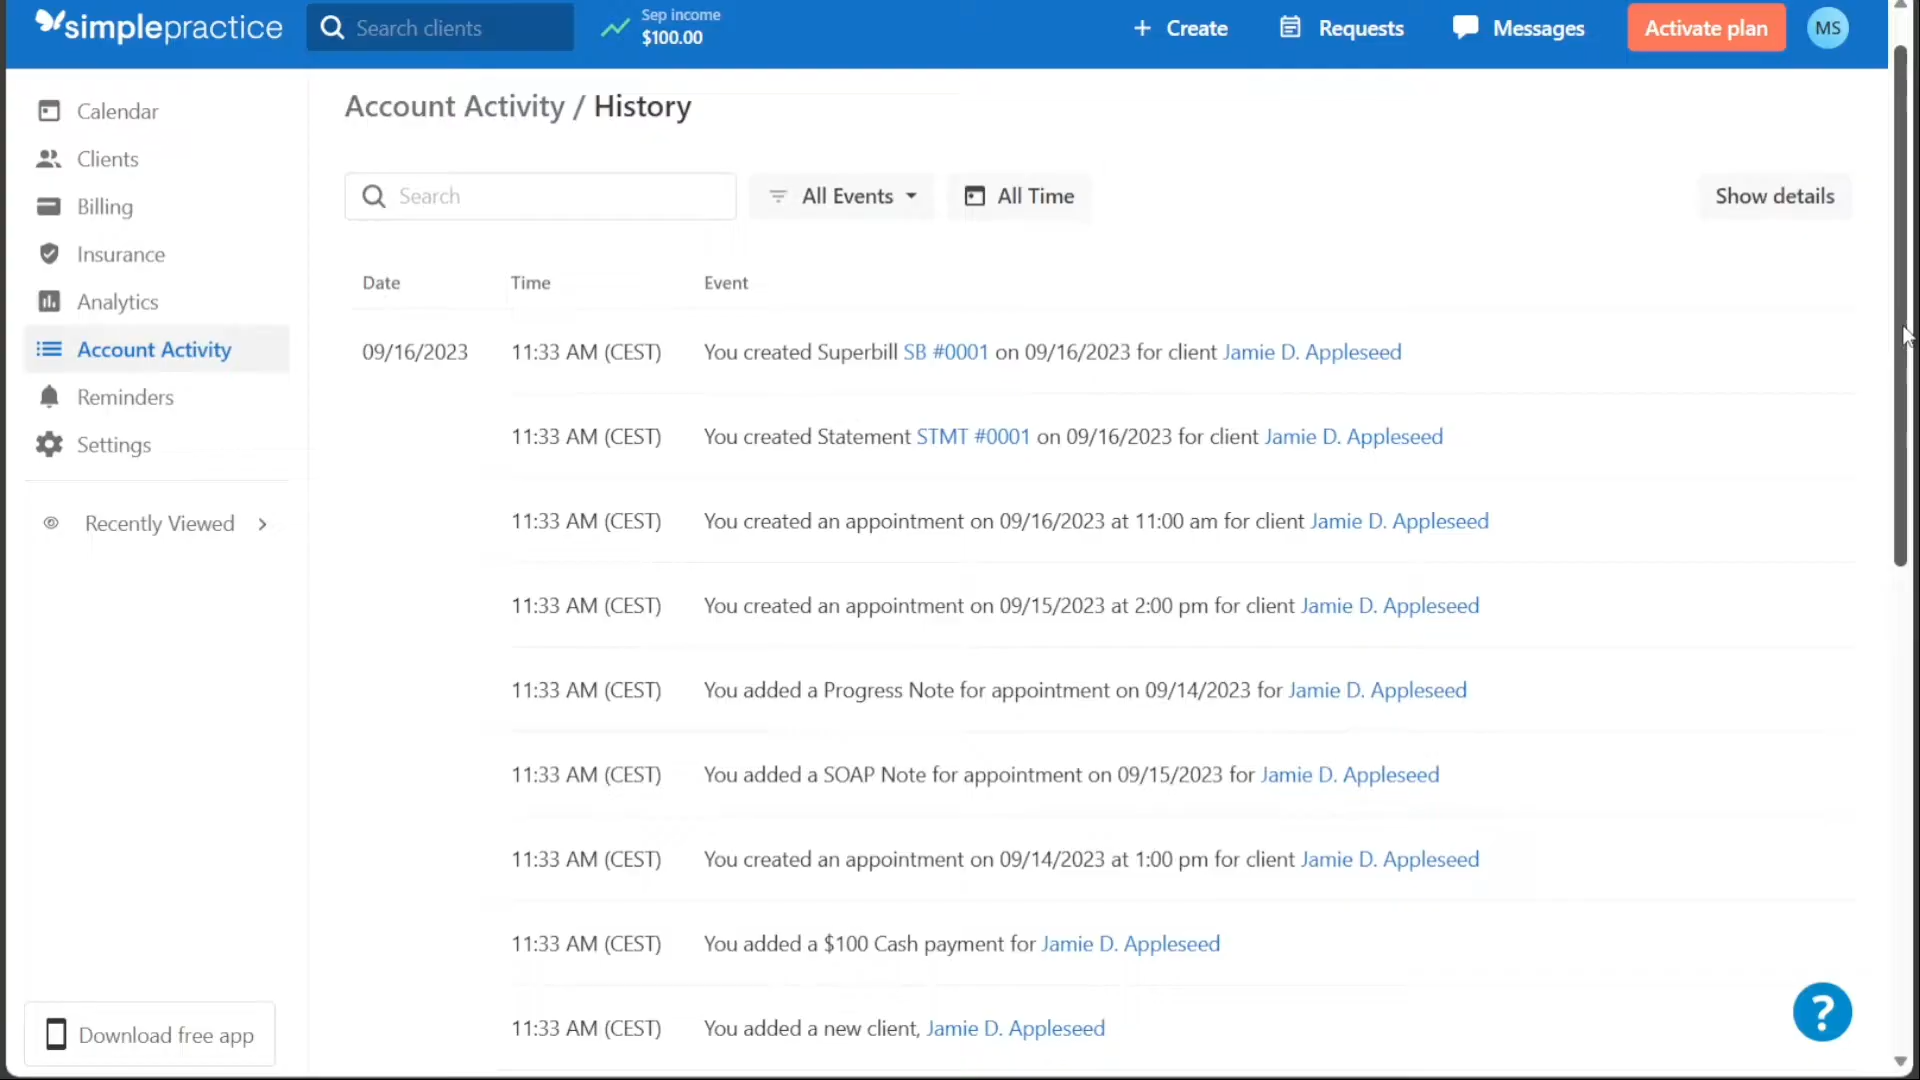 simplepractice
Search clients
Sep income
$100.00
+ Create
Requests
Messages
Activate plan
MS
Calendar
Clients
Billing
Insurance
Analytics
Account Activity
Reminders
Settings
Recently Viewed
Download free app
Account Activity / History
Search
All Events
All Time
Show details
Date Time Event
09/16/2023 11:33 AM (CEST) You created Superbill SB #0001 on 09/16/2023 for client Jamie D. Appleseed
11:33 AM (CEST) You created Statement STMT #0001 on 09/16/2023 for client Jamie D. Appleseed
11:33 AM (CEST) You created an appointment on 09/16/2023 at 11:00 am for client Jamie D. Appleseed
11:33 AM (CEST) You created an appointment on 09/15/2023 at 2:00 pm for client Jamie D. Appleseed
11:33 AM (CEST) You added a Progress Note for appointment on 09/14/2023 for Jamie D. Appleseed
11:33 AM (CEST) You added a SOAP Note for appointment on 09/15/2023 for Jamie D. Appleseed
11:33 AM (CEST) You created an appointment on 09/14/2023 at 1:00 pm for client Jamie D. Appleseed
11:33 AM (CEST) You added a $100 Cash payment for Jamie D. Appleseed
11:33 AM (CEST) You added a new client, Jamie D. Appleseed
?